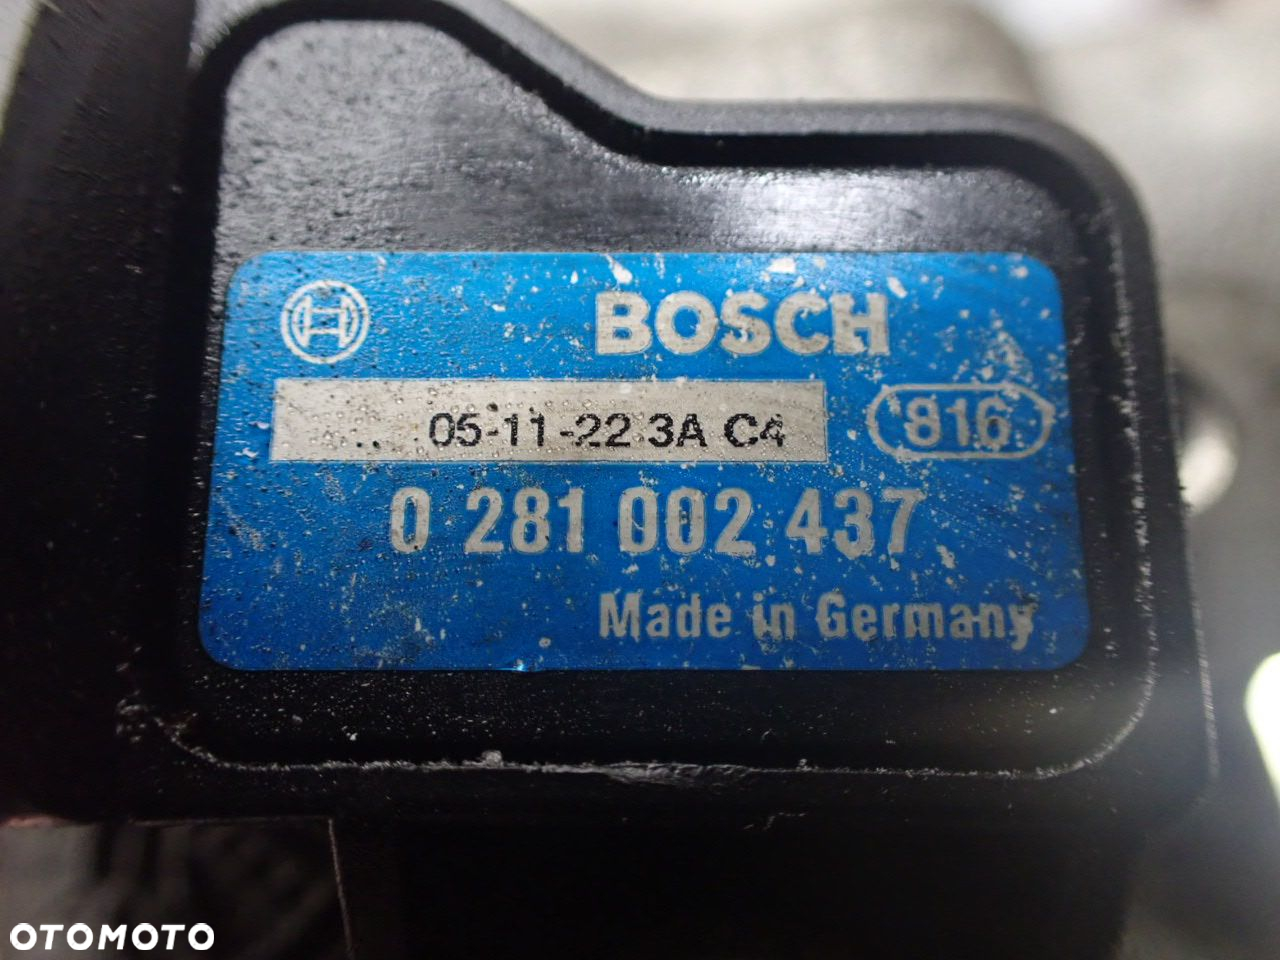 BOSCH
05-11-22 3A C4
816
0 281 002 437
Made in Germany
OTOMOTO